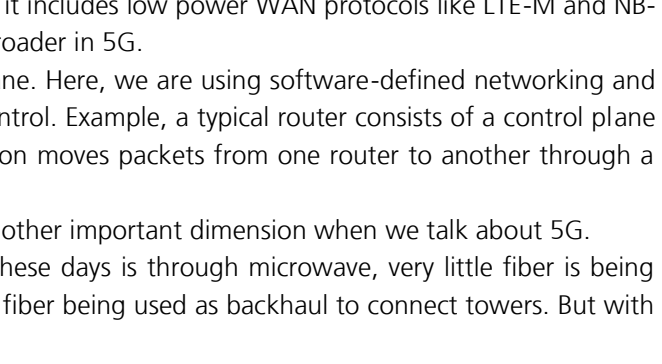 it includes low power WAN protocols like LTE-M and NB-
roader in 5G.
ne. Here, we are using software-defined networking and
ntrol. Example, a typical router consists of a control plane
on moves packets from one router to another through a
other important dimension when we talk about 5G.
hese days is through microwave, very little fiber is being
fiber being used as backhaul to connect towers. But with